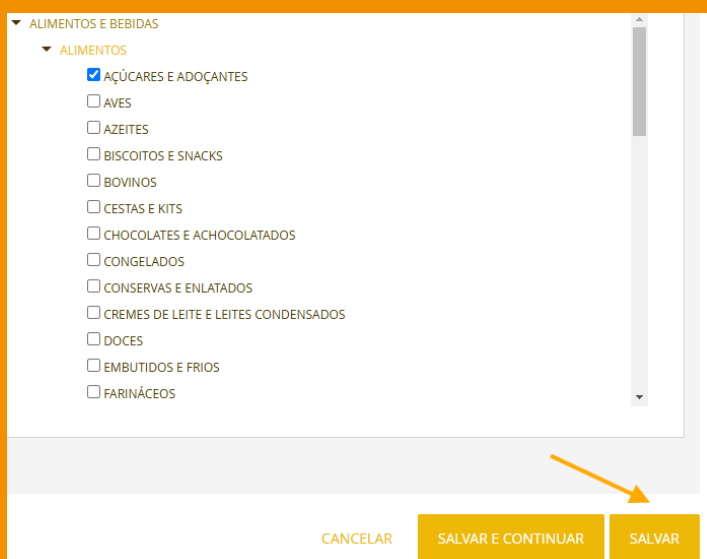 ALIMENTOS E BEBIDAS
ALIMENTOS
AÇÚCARES E ADOÇANTES
AVES
AZEITES
BISCOITOS E SNACKS
BOVINOS
CESTAS E KITS
CHOCOLATES E ACHOCOLATADOS
CONGELADOS
CONSERVAS E ENLATADOS
CREMES DE LEITE E LEITES CONDENSADOS
DOCES
EMBUTIDOS E FRIOS
FARINÁCEOS
CANCELAR SALVAR E CONTINUAR SALVAR